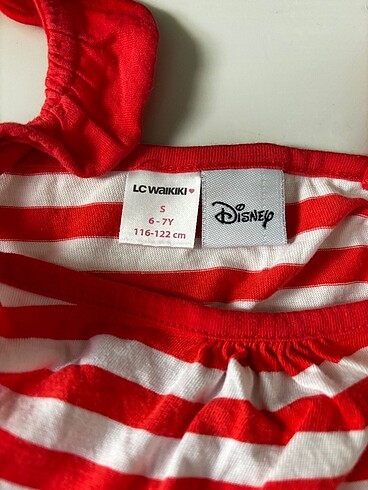 LC WAIKIKI
S
6 - 7Y
116-122 cm
Disney